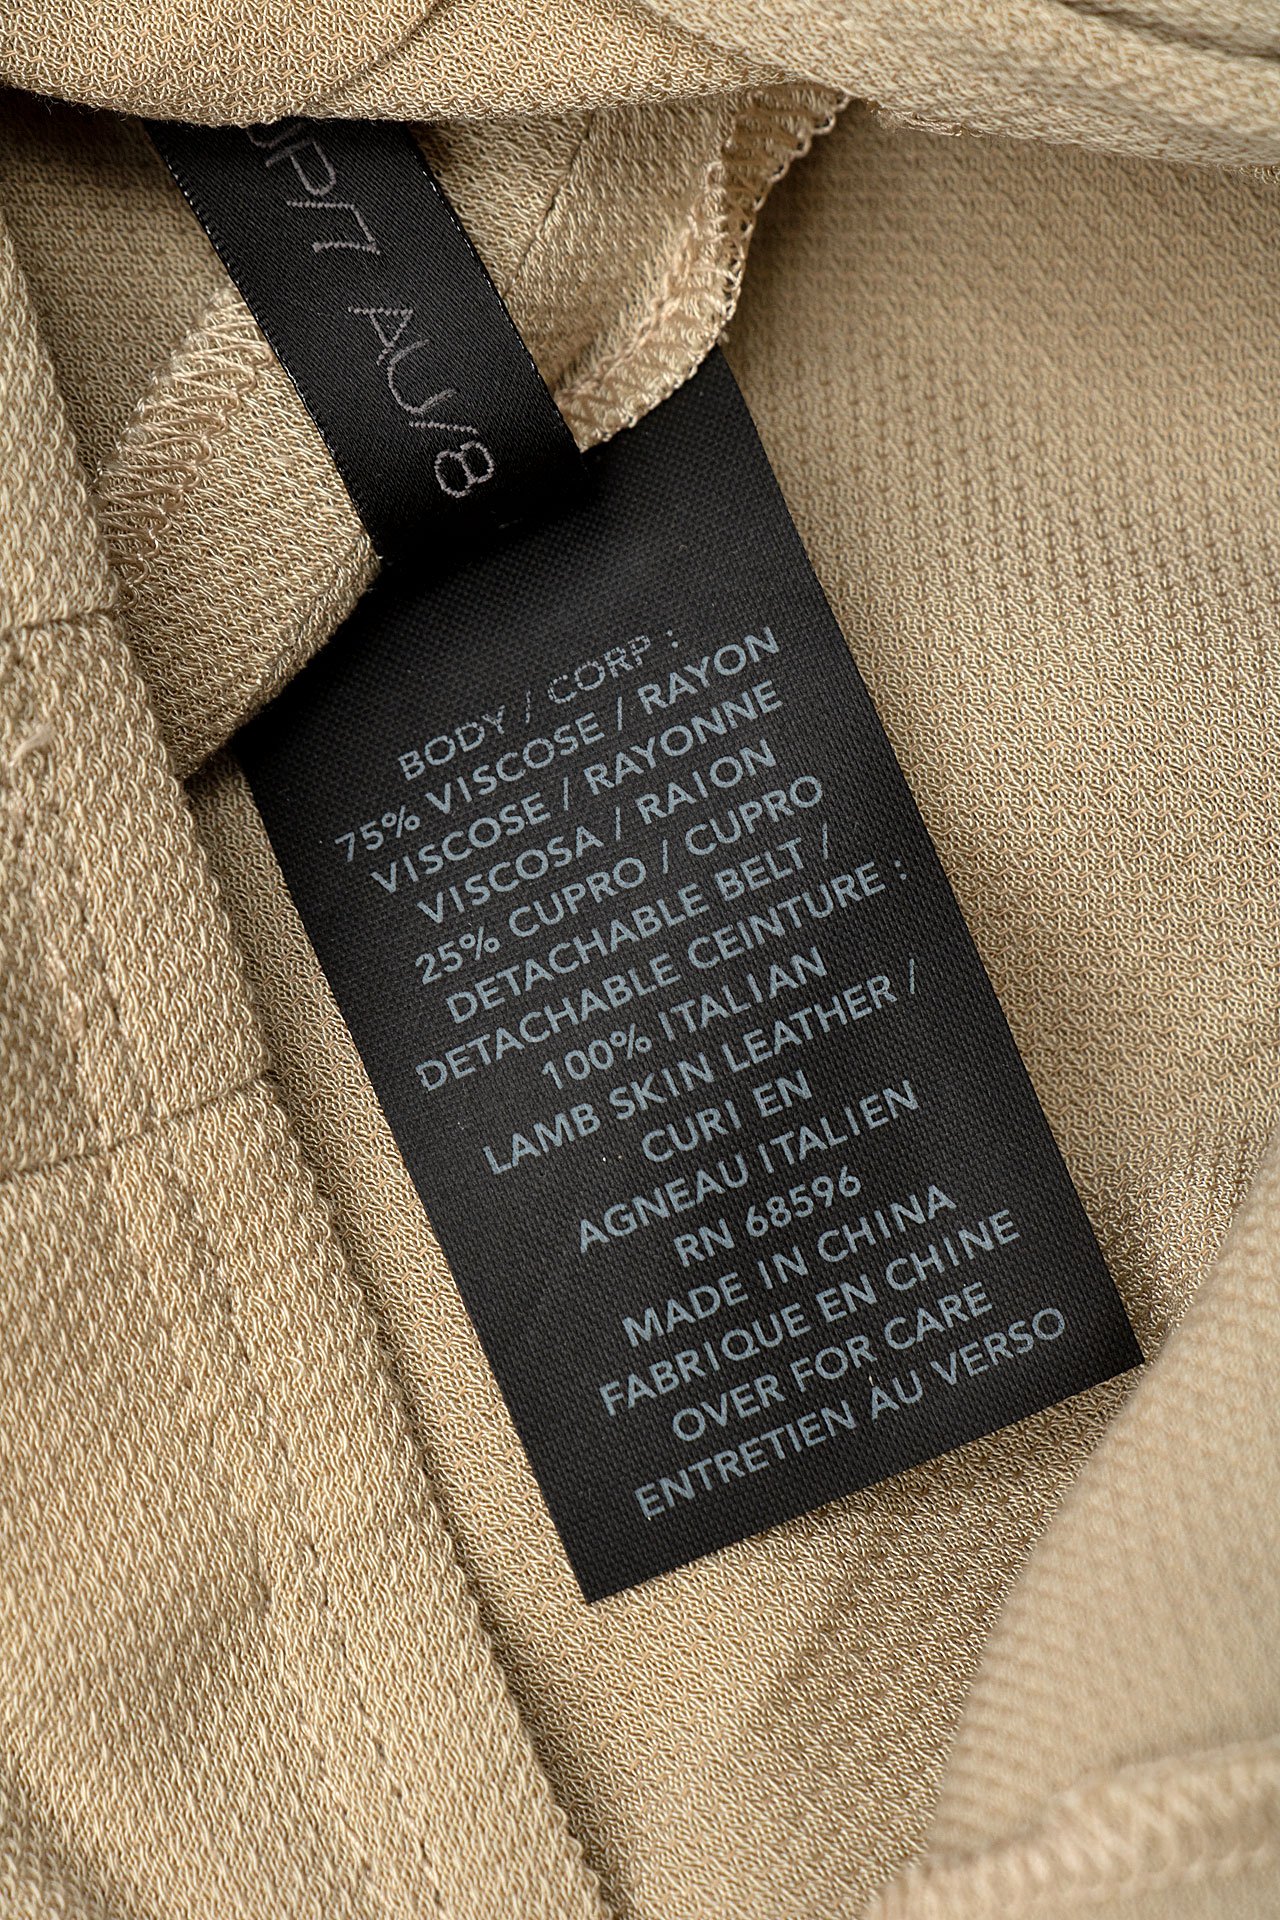 AU/8
BODY / CORP :
75% VISCOSE / RAYON
VISCOSE / RAYONNE
VISCOSA / RAION
25% CUPRO / CUPRO
DETACHABLE BELT /
DETACHABLE CEINTURE :
100% ITALIAN
LAMB SKIN LEATHER /
CURI EN
AGNEAU ITALIEN
RN 68596
MADE IN CHINA
FABRIQUE EN CHINE
OVER FOR CARE
ENTRETIEN AU VERSO